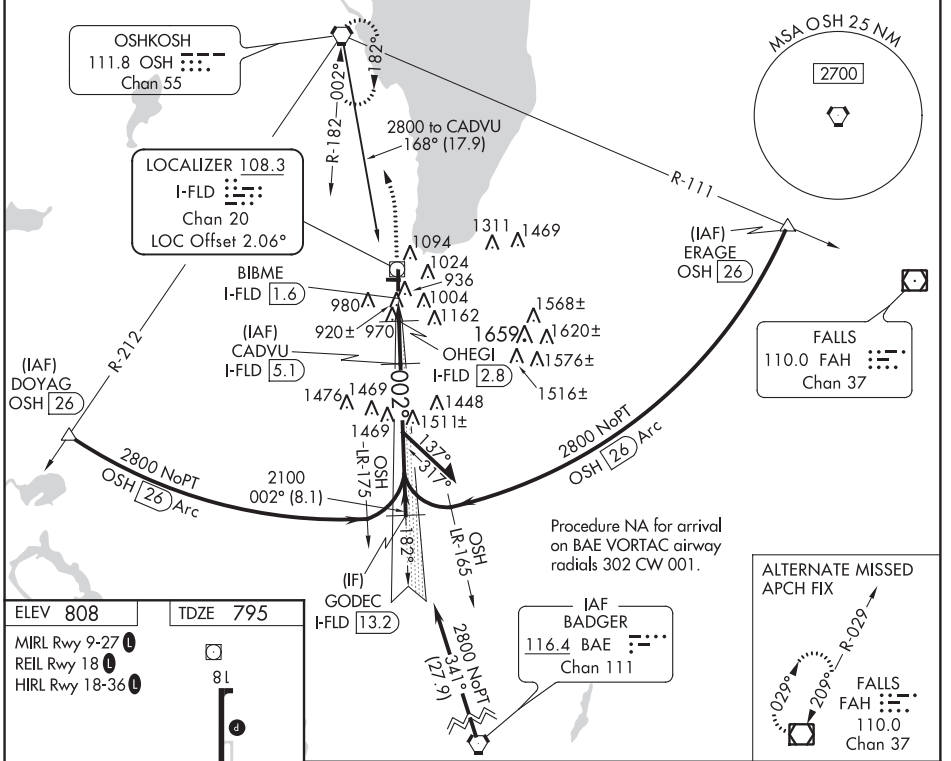 OSHKOSH
111.8 OSH
Chan 55
182°
R-182
002°
2800 to CADVU
168° (17.9)
MSA OSH 25 NM
2700
LOCALIZER 108.3
I-FLD
Chan 20
LOC Offset 2.06°
R-111
(IAF)
ERAGE
OSH 26
1311
1469
1094
1024
936
1004
1162
980
920±
970
BIBME
I-FLD 1.6
(IAF)
CADVU
I-FLD 5.1
OHEGI
I-FLD 2.8
1568±
1659
1620±
1576±
1516±
FALLS
110.0 FAH
Chan 37
R-212
(IAF)
DOYAG
OSH 26
1476
1469
1469
1448
1511±
002°
137°
317°
2800 NoPT
OSH 26 Arc
2800 NoPT
OSH 26 Arc
OSH
LR-175
2100
002° (8.1)
182°
OSH
LR-165
(IF)
GODEC
I-FLD 13.2
Procedure NA for arrival
on BAE VORTAC airway
radials 302 CW 001.
IAF
BADGER
116.4 BAE
Chan 111
2800 NoPT
341°
(27.9)
ELEV 808
TDZE 795
MIRL Rwy 9-27 L
REIL Rwy 18 L
HIRL Rwy 18-36 L
18
P
ALTERNATE MISSED
APCH FIX
R-029
029°
209°
FALLS
FAH
110.0
Chan 37